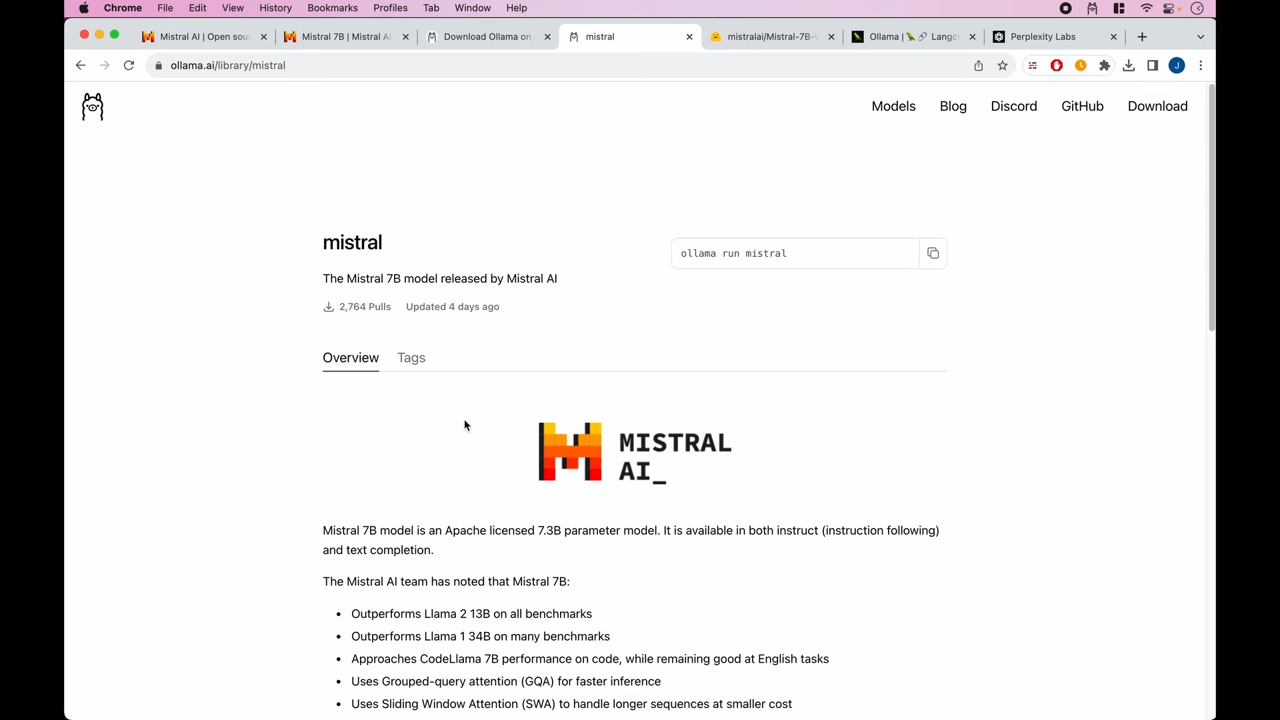 Chrome File Edit View History Bookmarks Profiles Tab Window Help
Mistral AI | Open sou
Mistral 7B | Mistral A
Download Ollama on
mistral
mistralai/Mistral-7B-
Ollama |
Lang
Perplexity Labs
ollama.ai/library/mistral
J
Models Blog Discord GitHub Download
mistral
ollama run mistral
The Mistral 7B model released by Mistral AI
2,764 Pulls Updated 4 days ago
Overview Tags
MISTRAL
AI_
Mistral 7B model is an Apache licensed 7.3B parameter model. It is available in both instruct (instruction following)
and text completion.
The Mistral AI team has noted that Mistral 7B:
• Outperforms Llama 2 13B on all benchmarks
• Outperforms Llama 1 34B on many benchmarks
• Approaches CodeLlama 7B performance on code, while remaining good at English tasks
• Uses Grouped-query attention (GQA) for faster inference
• Uses Sliding Window Attention (SWA) to handle longer sequences at smaller cost